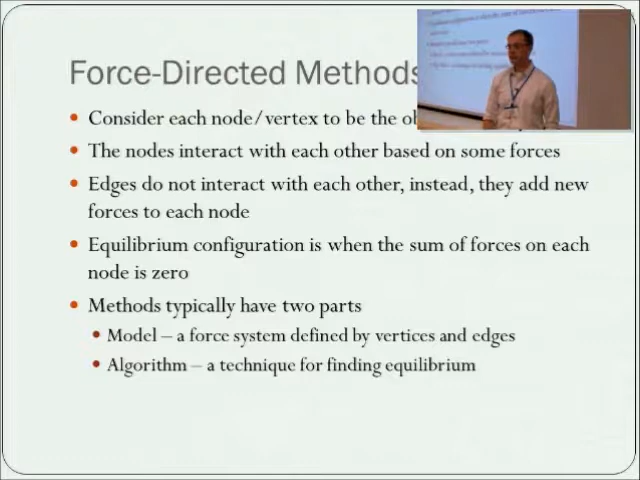 Force-Directed Methods
Consider each node/vertex to be the
The nodes interact with each other based on some forces
Edges do not interact with each other, instead, they add new
forces to each node
Equilibrium configuration is when the sum of forces on each
node is zero
Methods typically have two parts
Model – a force system defined by vertices and edges
Algorithm – a technique for finding equilibrium